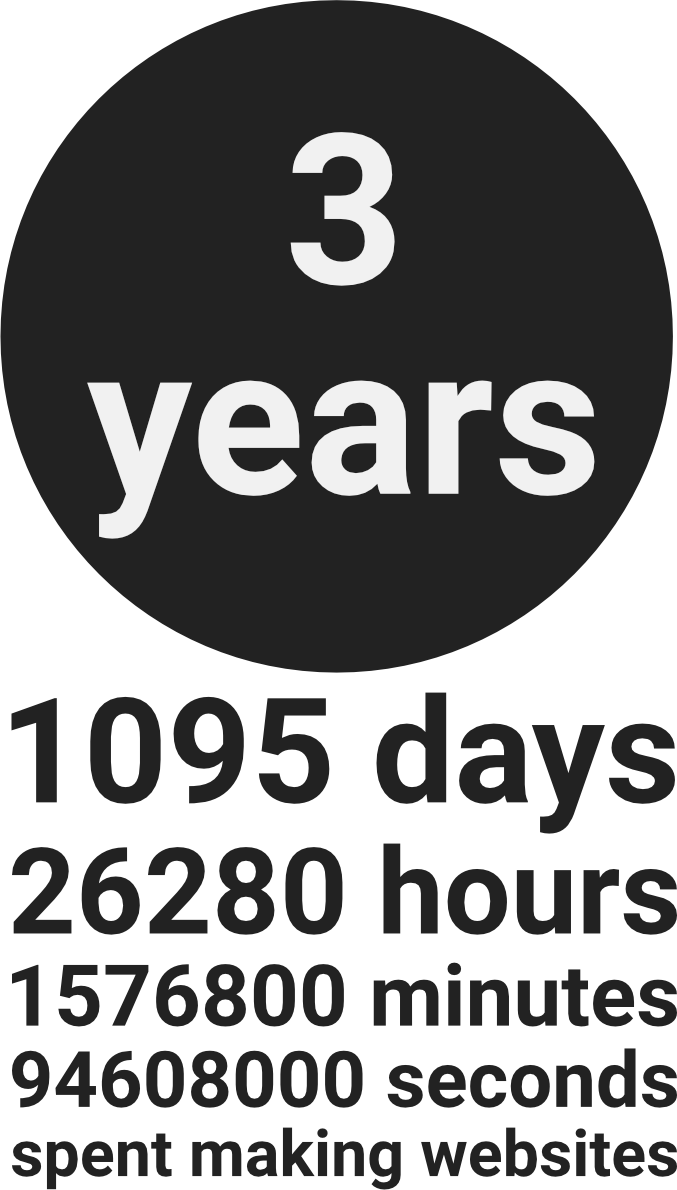 3
years
1095 days
26280 hours
1576800 minutes
94608000 seconds
spent making websites